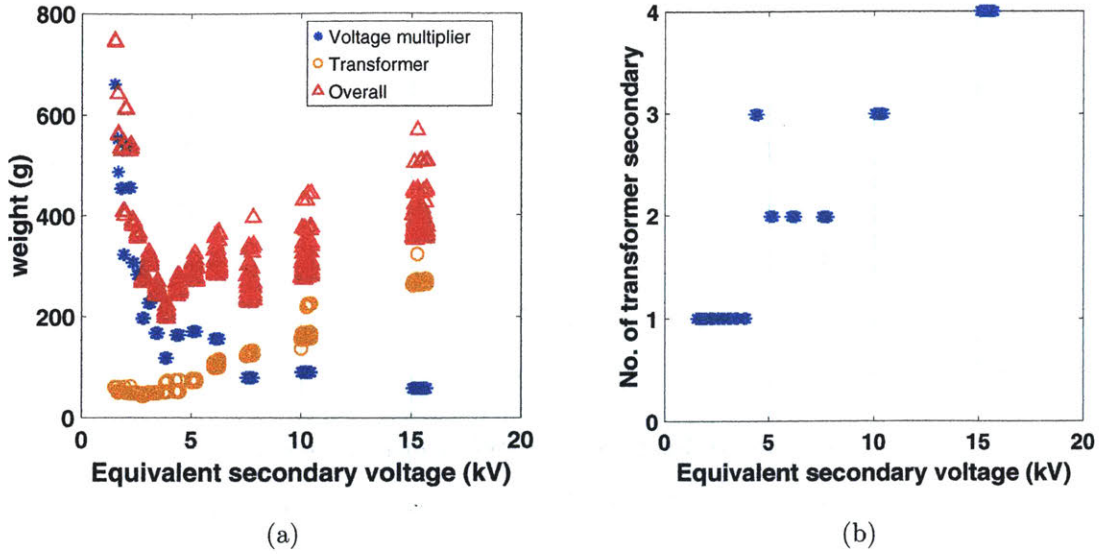 800
600
400
200
0
weight (g)
Voltage multiplier
Transformer
Overall
0 5 10 15 20
Equivalent secondary voltage (kV)
(a)
4
3
2
1
0
No. of transformer secondary
0 5 10 15 20
Equivalent secondary voltage (kV)
(b)